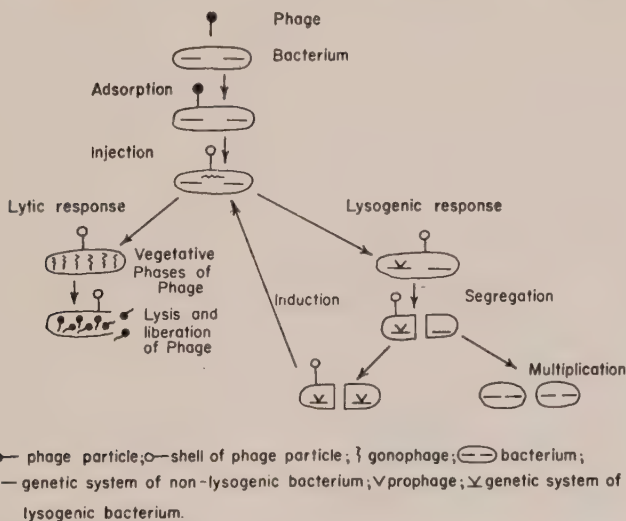 Phage
Bacterium
Adsorption
Injection
Lytic response
Lysogenic response
Vegetative
Phases of
Phage
Induction
Segregation
Lysis and
liberation
of Phage
Multiplication
phage particle; shell of phage particle; gonophage; bacterium;
genetic system of non-lysogenic bacterium; prophage; genetic system of
lysogenic bacterium.